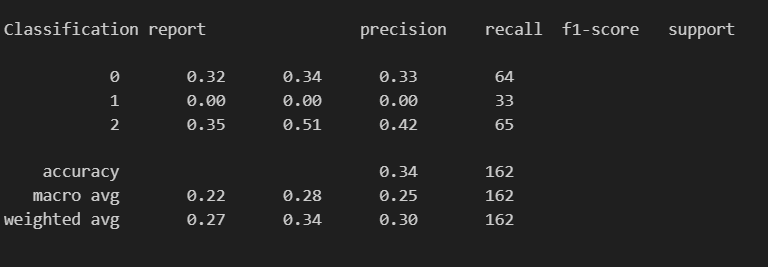 Classification report                precision    recall  f1-score   support

           0       0.32      0.34      0.33        64
           1       0.00      0.00      0.00        33
           2       0.35      0.51      0.42        65

    accuracy                           0.34       162
   macro avg       0.22      0.28      0.25       162
weighted avg       0.27      0.34      0.30       162